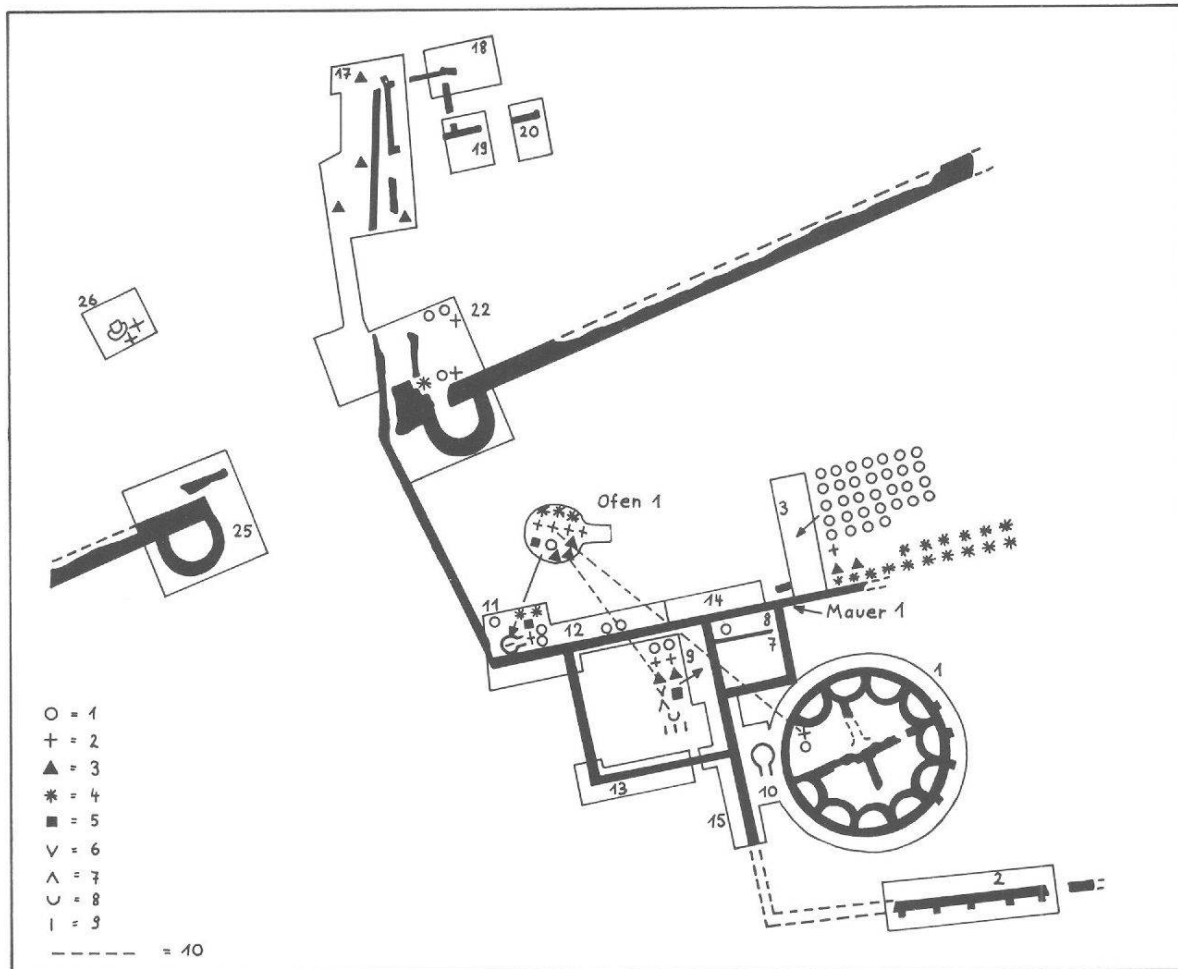 18
17
20
19
26
22
25
Ofen 1
3
11
14
12
Mauer 1
8
7
9
1
10
13
15
2
○ = 1
+ = 2
▲ = 3
✱ = 4
■ = 5
∨ = 6
∧ = 7
∪ = 8
| = 9
----- = 10